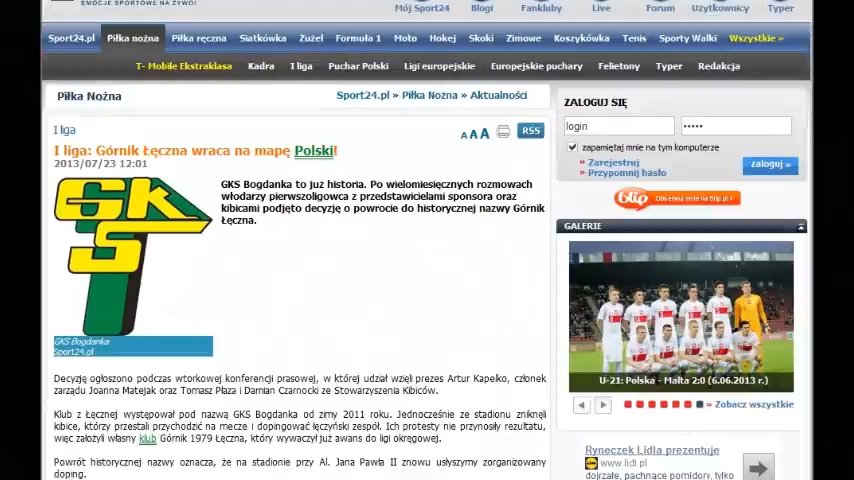 EMOCJE SPORTOWE NA ŻYWO!
Mój Sport24 Blogi Fankluby Live Forum Użytkownicy Typer
Sport24.pl Piłka nożna Piłka ręczna Siatkówka Żużel Formuła 1 Moto Hokej Skoki Zimowe Koszykówka Tenis Sporty Walki Wszystkie »
T- Mobile Ekstraklasa Kadra I liga Puchar Polski Ligi europejskie Europejskie puchary Felietony Typer Redakcja
Piłka Nożna
Sport24.pl » Piłka Nożna » Aktualności
I liga
A A A RSS
I liga: Górnik Łęczna wraca na mapę Polski!
2013/07/23 12:01
GKS Bogdanka to już historia. Po wielomiesięcznych rozmowach
włodarzy pierwszoligowca z przedstawicielami sponsora oraz
kibicami podjęto decyzję o powrocie do historycznej nazwy Górnik
Łęczna.
GKS
GKS Bogdanka
Sport24.pl
Decyzję ogłoszono podczas wtorkowej konferencji prasowej, w której udział wzięli prezes Artur Kapelko, członek
zarządu Joanna Matejak oraz Tomasz Płaza i Damian Czarnocki ze Stowarzyszenia Kibiców.
Klub z Łęcznej występował pod nazwą GKS Bogdanka od zimy 2011 roku. Jednocześnie ze stadionu zniknęli
kibice, którzy przestali przychodzić na mecze i dopingować łęczyński zespół. Ich protesty nie przynosiły rezultatu,
więc założyli własny klub Górnik 1979 Łęczna, który wywarczył już awans do ligi okręgowej.
Powrót historycznej nazwy oznacza, że na stadionie przy Al. Jana Pawła II znowu usłyszymy zorganizowany
doping.
ZALOGUJ SIĘ
login •••••
zapamiętaj mnie na tym komputerze
» Zarejestruj
» Przypomnij hasło
zaloguj »
blip Obserwuj nas na Blip.pl »
GALERIE
U-21: Polska - Malta 2:0 (6.06.2013 r.)
» Zobacz wszystkie
Ryneczek Lidla prezentuje
www.lidl.pl
dojrzałe, pachnące pomidory, tylko